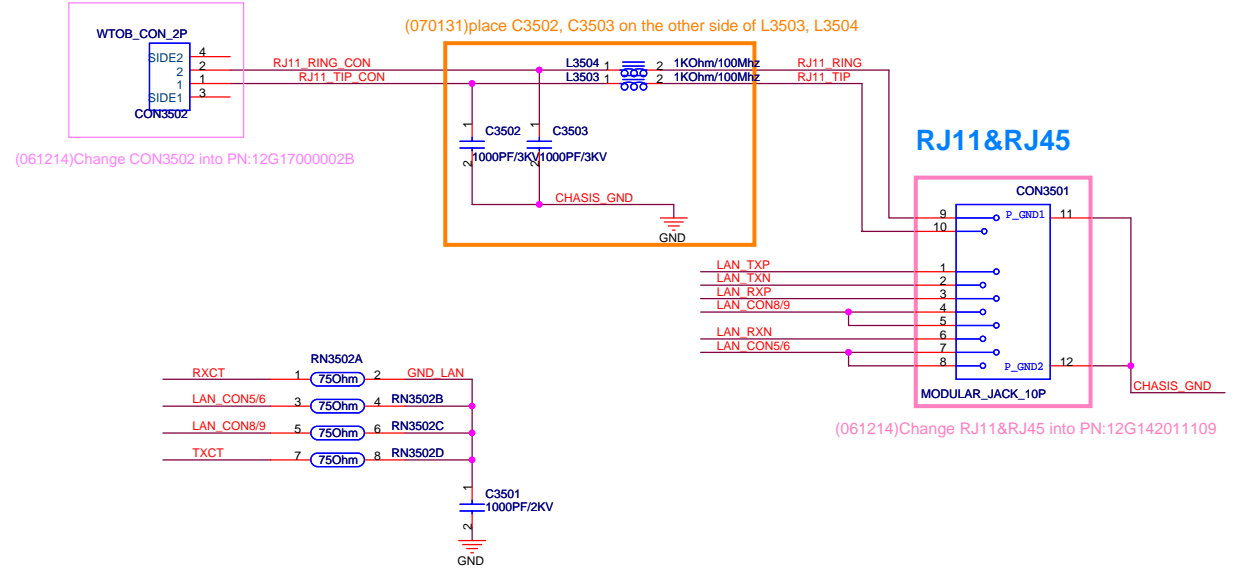 (070131)place C3502, C3503 on the other side of L3503, L3504
WTOB_CON_2P
SIDE2 4
2 2 RJ11_RING_CON L3504 1 2 1KOhm/100Mhz RJ11_RING
1 1 RJ11_TIP_CON L3503 1 2 1KOhm/100Mhz RJ11_TIP
SIDE1 3
CON3502
(061214)Change CON3502 into PN:12G17000002B
1 C3502 1 C3503
2 1000PF/3KV 2 1000PF/3KV
CHASIS_GND
GND
RJ11&RJ45
CON3501
9 P_GND1 11
10
LAN_TXP 1
LAN_TXN 2
LAN_RXP 3
LAN_CON8/9 4
5
LAN_RXN 6
LAN_CON5/6 7
8 P_GND2 12
CHASIS_GND
MODULAR_JACK_10P
(061214)Change RJ11&RJ45 into PN:12G142011109
RN3502A
RXCT 1 75Ohm 2 GND_LAN
LAN_CON5/6 3 75Ohm 4 RN3502B
LAN_CON8/9 5 75Ohm 6 RN3502C
TXCT 7 75Ohm 8 RN3502D
1 C3501
1000PF/2KV
2
GND